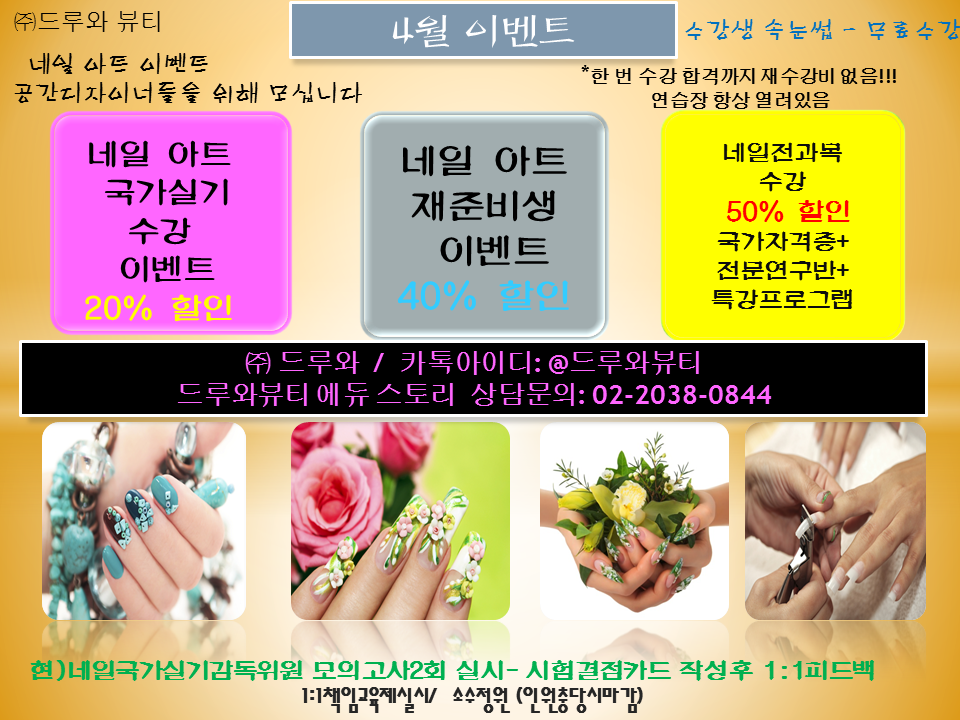 ㈜드루와 뷰티
4월 이벤트
수강생 속눈썹 - 무료수강
네일 아트 이벤트
공간디자이너들을 위해 모십니다
*한 번 수강 합격까지 재수강비 없음!!!
연습장 항상 열려있음
네일 아트
국가실기
수강
이벤트
20% 할인
네일 아트
재준비생
이벤트
40% 할인
네일전과복
수강
50% 할인
국가자격증+
전문연구반+
특강프로그램
㈜ 드루와 / 카톡아이디: @드루와뷰티
드루와뷰티 에듀 스토리 상담문의: 02-2038-0844
현)네일국가실기감독위원 모의고사2회 실시- 시험결점카드 작성후 1:1피드백
1:1책임교육제실시/ 소수정원 (인원충당시마감)